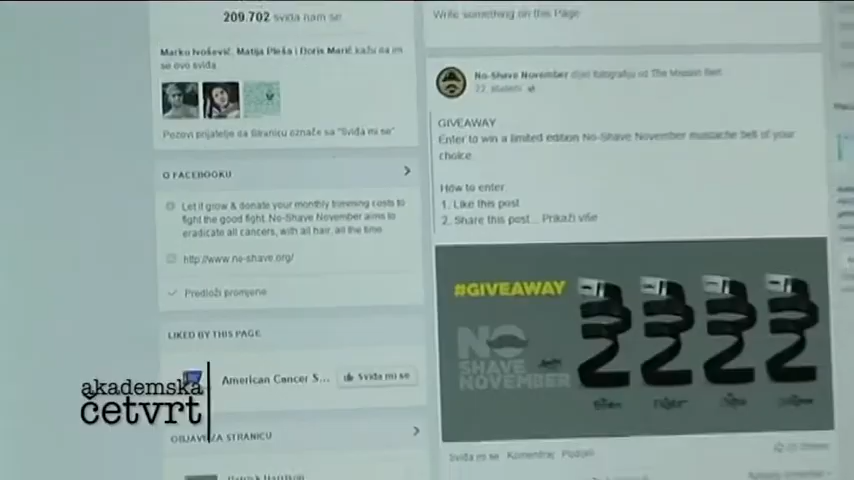 209.702 sviđa nam se
Marko Ivošević, Matija Pleša i Doris Marić kažu da im
se ovo sviđa.
Pozovi prijatelje da stranicu označe sa "Sviđa mi se"
O FACEBOOKU
Let it grow & donate your monthly trimming costs to
fight the good fight. No-Shave November aims to
eradicate all cancers, with all hair, all the time
http://www.no-shave.org/
Predloži promjene
LIKED BY THIS PAGE
American Cancer S...
Sviđa mi se
OBJAVE ZA STRANICU
Write something on this Page
No-Shave November dijeli fotografiju od The Mission Belt
22. studeni
GIVEAWAY
Enter to win a limited edition No-Shave November mustache belt of your
choice.
How to enter
1. Like this post
2. Share this post... Prikaži više
#GIVEAWAY
NO
SHAVE
NOVEMBER
Sviđa mi se Komentiraj Podijeli
akademska
četvrt